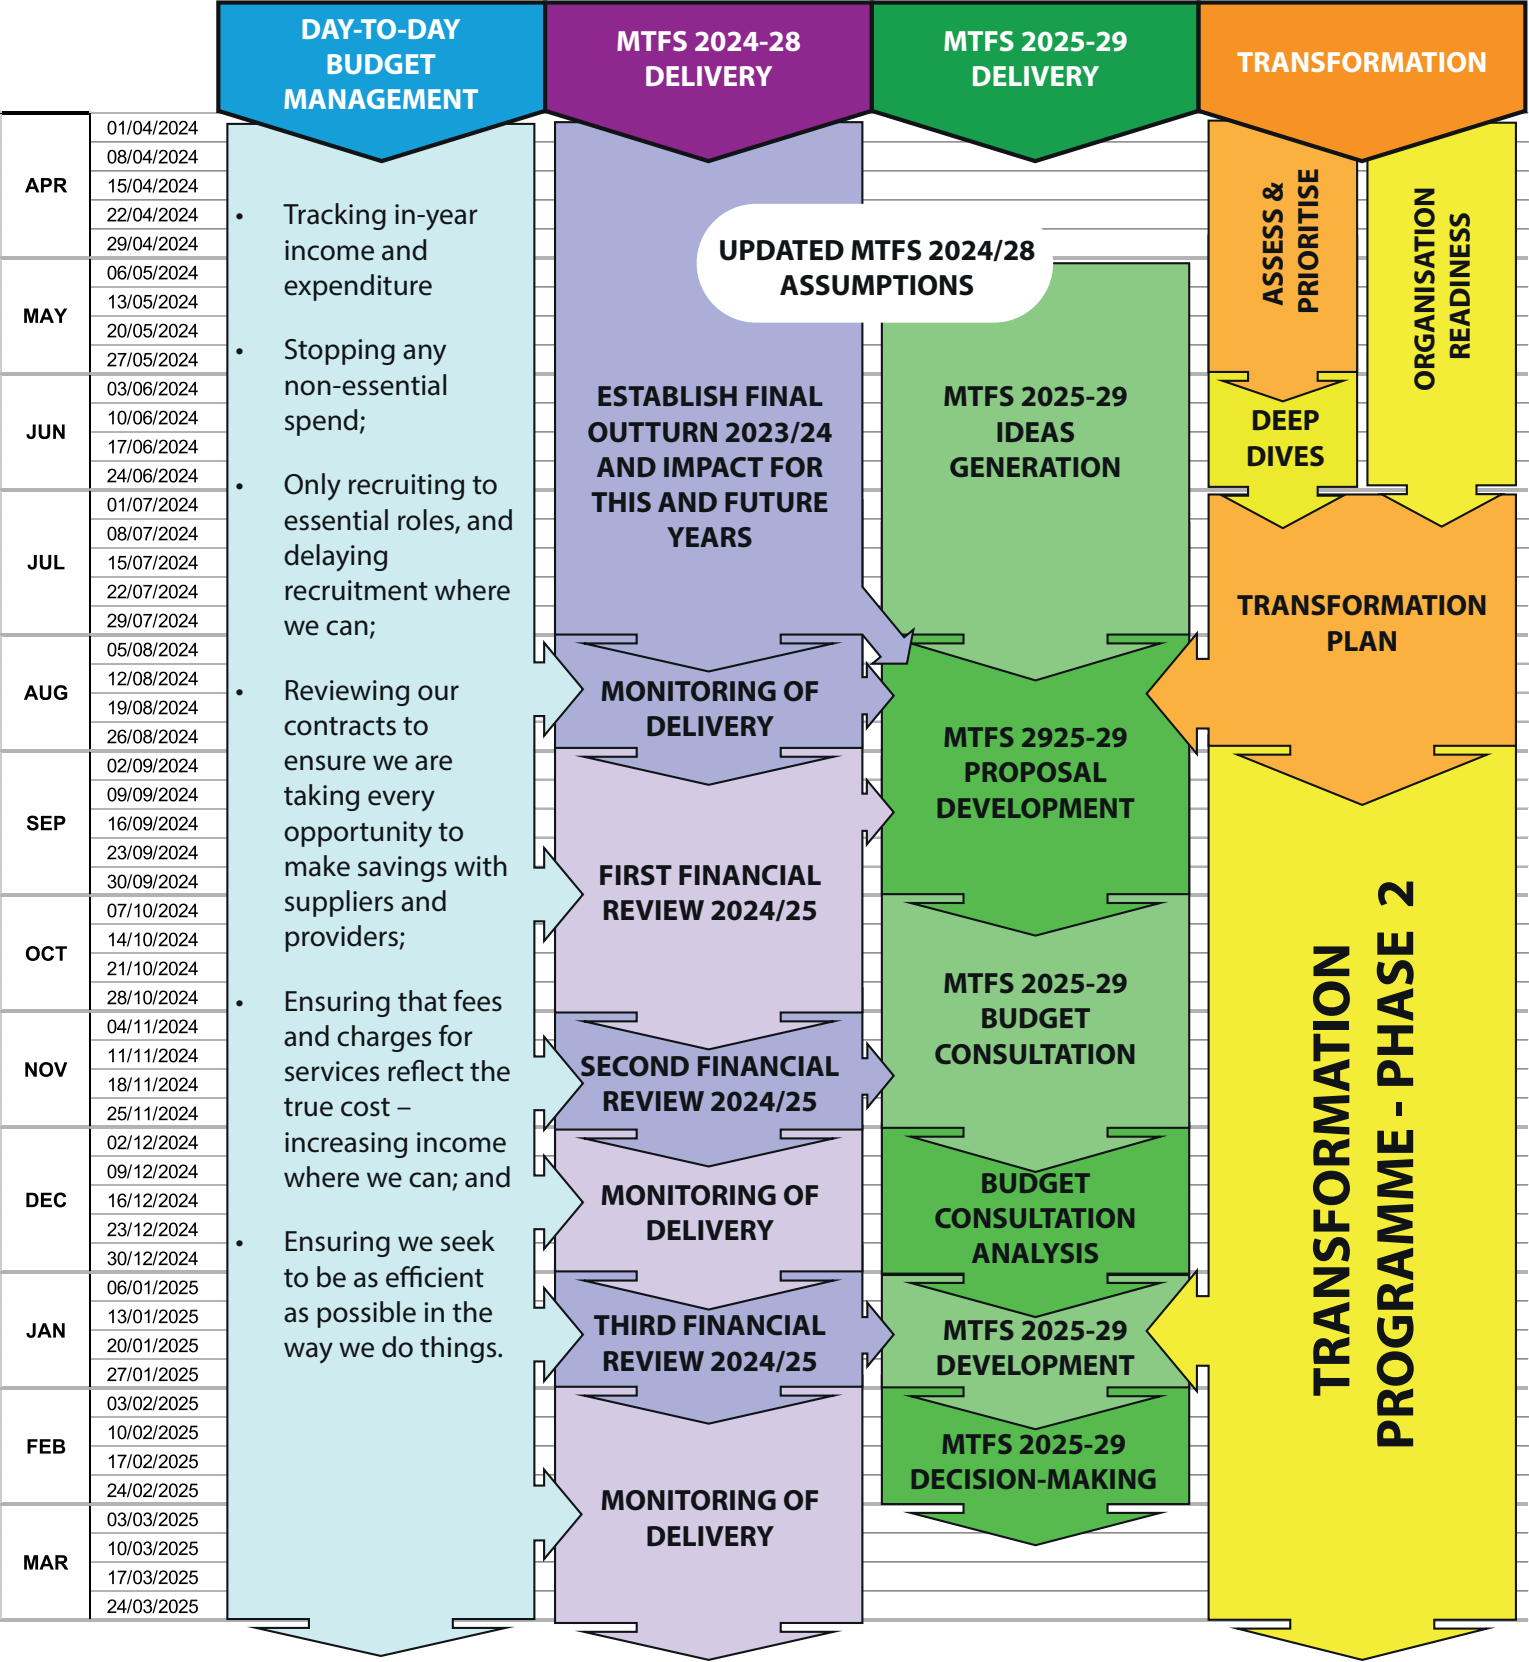 DAY-TO-DAY
BUDGET
MANAGEMENT
MTFS 2024-28
DELIVERY
MTFS 2025-29
DELIVERY
TRANSFORMATION
APR
01/04/2024
08/04/2024
15/04/2024
22/04/2024
29/04/2024
MAY
06/05/2024
13/05/2024
20/05/2024
27/05/2024
JUN
03/06/2024
10/06/2024
17/06/2024
24/06/2024
JUL
01/07/2024
08/07/2024
15/07/2024
22/07/2024
29/07/2024
AUG
05/08/2024
12/08/2024
19/08/2024
26/08/2024
SEP
02/09/2024
09/09/2024
16/09/2024
23/09/2024
30/09/2024
OCT
07/10/2024
14/10/2024
21/10/2024
28/10/2024
NOV
04/11/2024
11/11/2024
18/11/2024
25/11/2024
DEC
02/12/2024
09/12/2024
16/12/2024
23/12/2024
30/12/2024
JAN
06/01/2025
13/01/2025
20/01/2025
27/01/2025
FEB
03/02/2025
10/02/2025
17/02/2025
24/02/2025
MAR
03/03/2025
10/03/2025
17/03/2025
24/03/2025
• Tracking in-year
income and
expenditure
• Stopping any
non-essential
spend;
• Only recruiting to
essential roles, and
delaying
recruitment where
we can;
• Reviewing our
contracts to
ensure we are
taking every
opportunity to
make savings with
suppliers and
providers;
• Ensuring that fees
and charges for
services reflect the
true cost –
increasing income
where we can; and
• Ensuring we seek
to be as efficient
as possible in the
way we do things.
UPDATED MTFS 2024/28
ASSUMPTIONS
ESTABLISH FINAL
OUTTURN 2023/24
AND IMPACT FOR
THIS AND FUTURE
YEARS
MONITORING OF
DELIVERY
FIRST FINANCIAL
REVIEW 2024/25
SECOND FINANCIAL
REVIEW 2024/25
MONITORING OF
DELIVERY
THIRD FINANCIAL
REVIEW 2024/25
MONITORING OF
DELIVERY
MTFS 2025-29
IDEAS
GENERATION
MTFS 2925-29
PROPOSAL
DEVELOPMENT
MTFS 2025-29
BUDGET
CONSULTATION
BUDGET
CONSULTATION
ANALYSIS
MTFS 2025-29
DEVELOPMENT
MTFS 2025-29
DECISION-MAKING
ASSESS &
PRIORITISE
ORGANISATION
READINESS
DEEP
DIVES
TRANSFORMATION
PLAN
TRANSFORMATION
PROGRAMME - PHASE 2